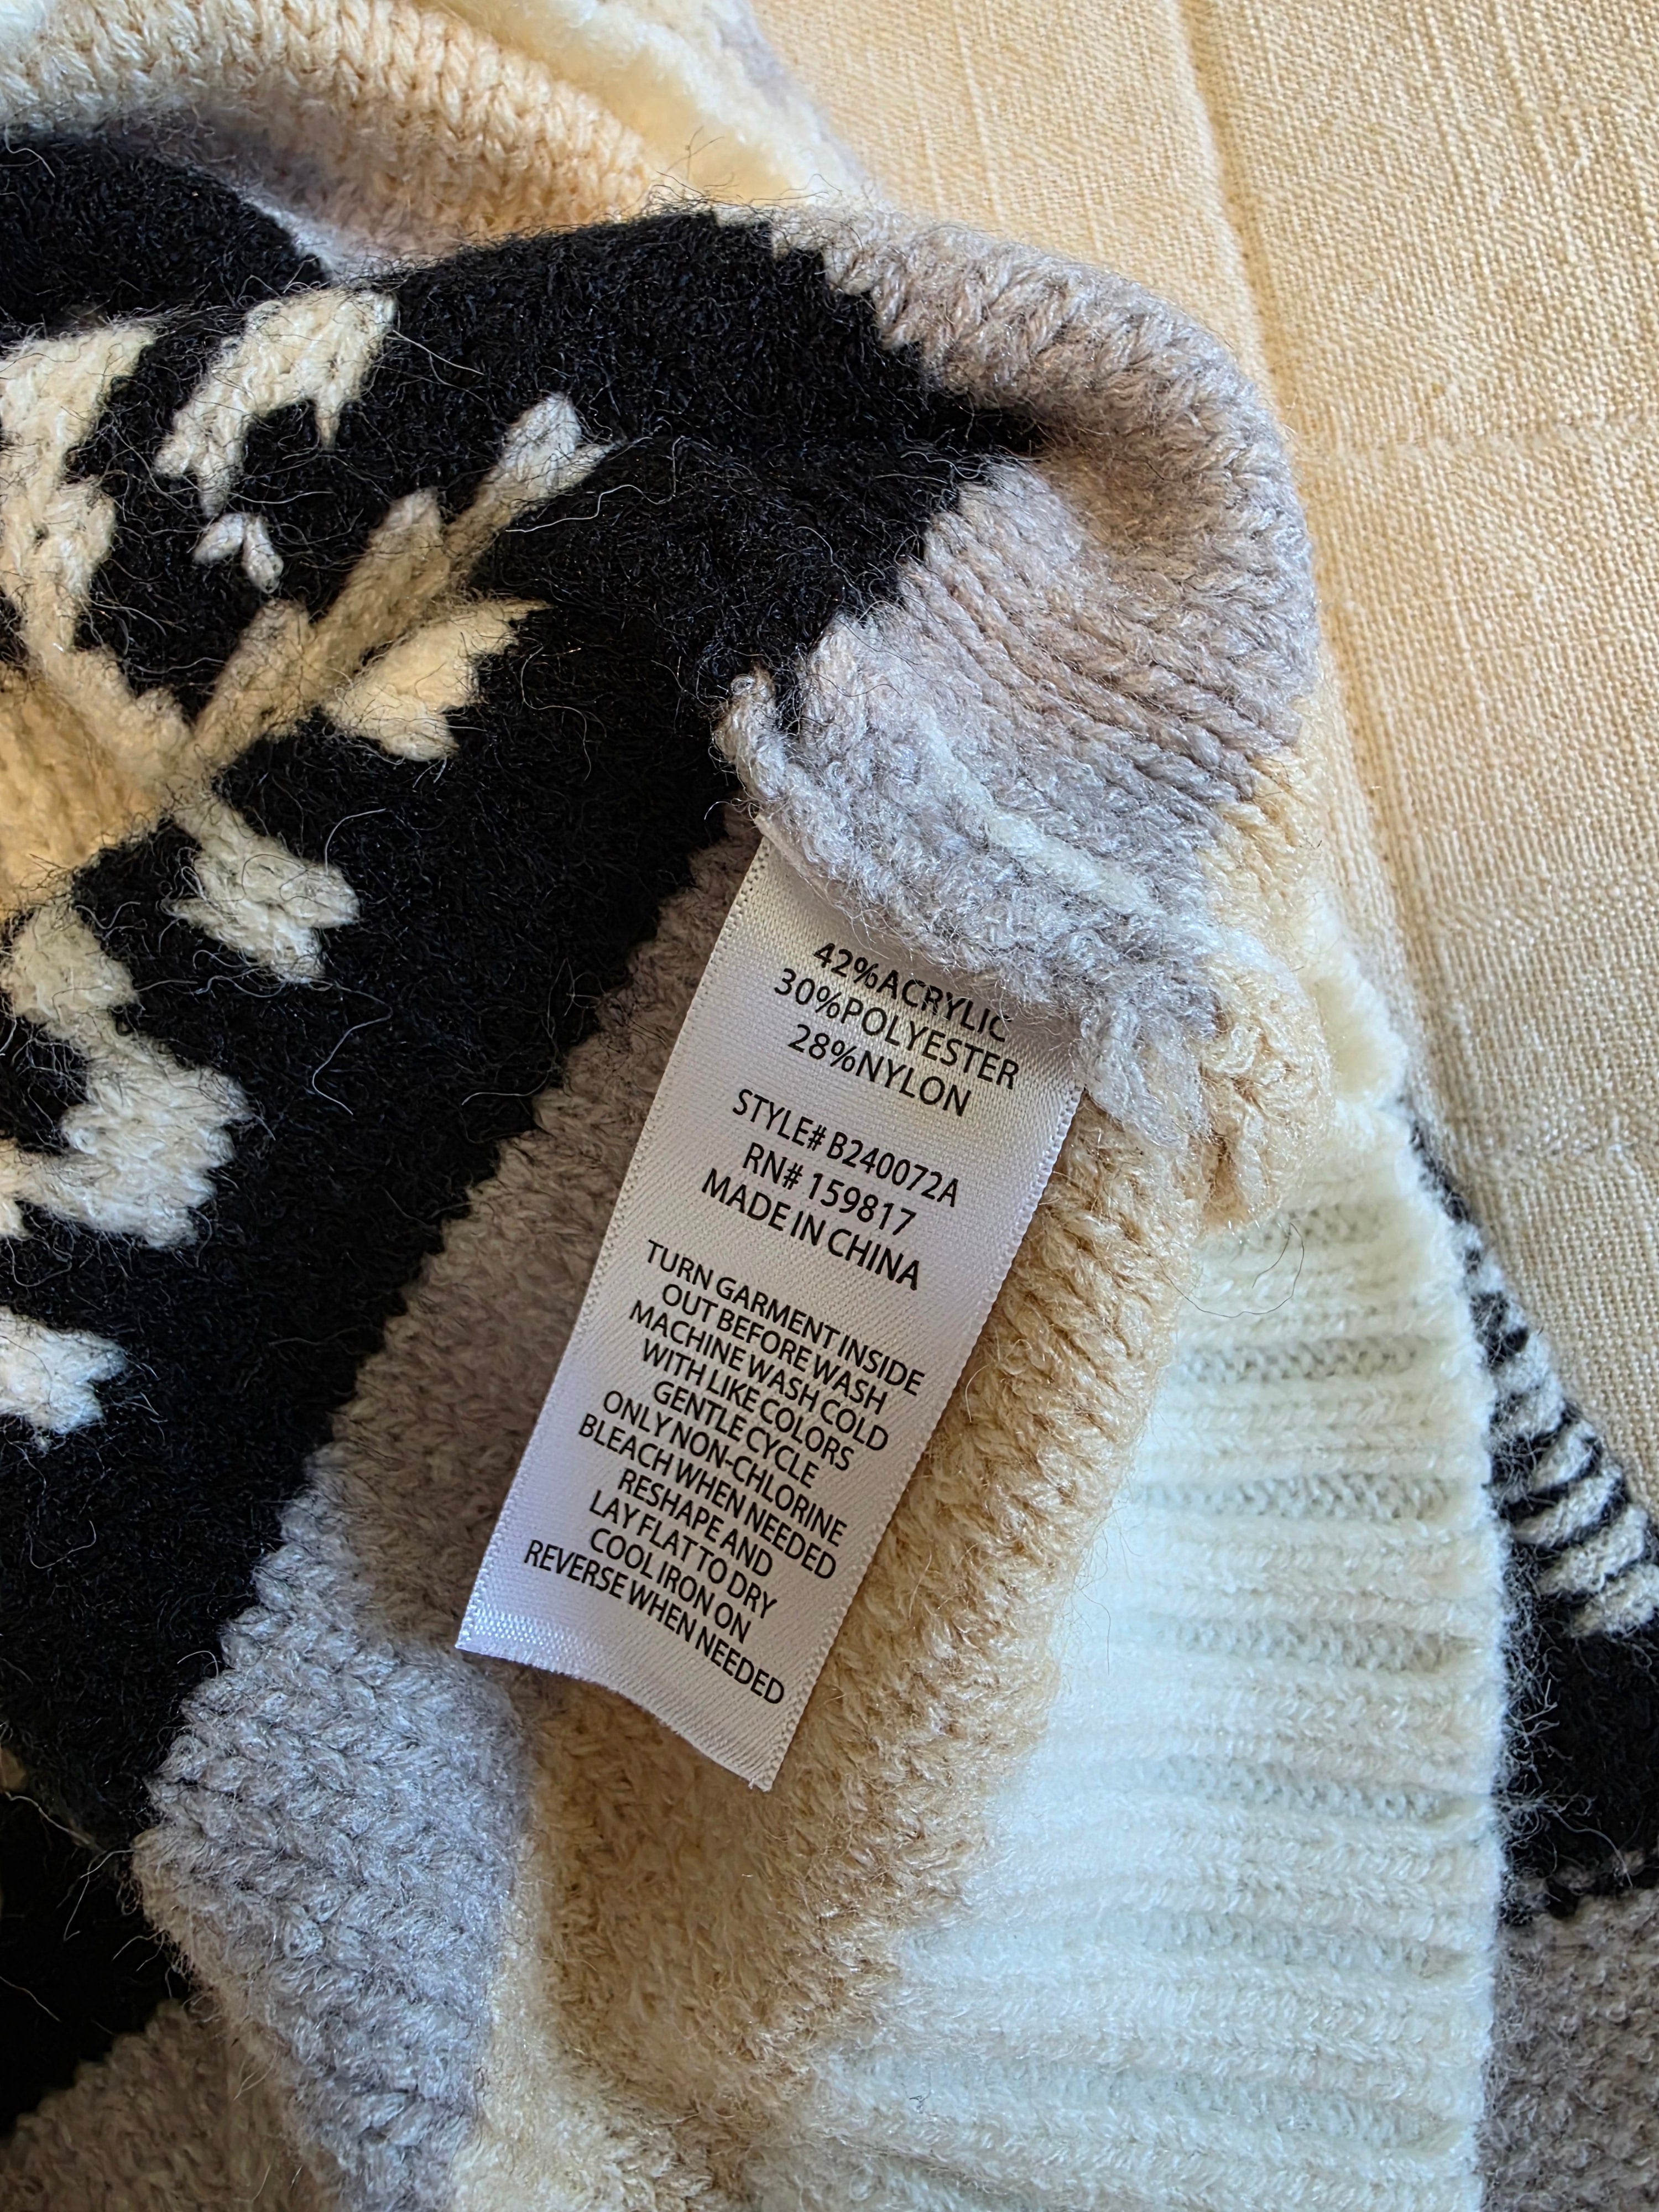 42%ACRYLIC
30%POLYESTER
28%NYLON
STYLE# B240072A
RN# 159817
MADE IN CHINA
TURN GARMENT INSIDE
OUT BEFORE WASH
MACHINE WASH COLD
WITH LIKE COLORS
GENTLE CYCLE
ONLY NON-CHLORINE
BLEACH WHEN NEEDED
RESHAPE AND
LAY FLAT TO DRY
COOL IRON ON
REVERSE WHEN NEEDED